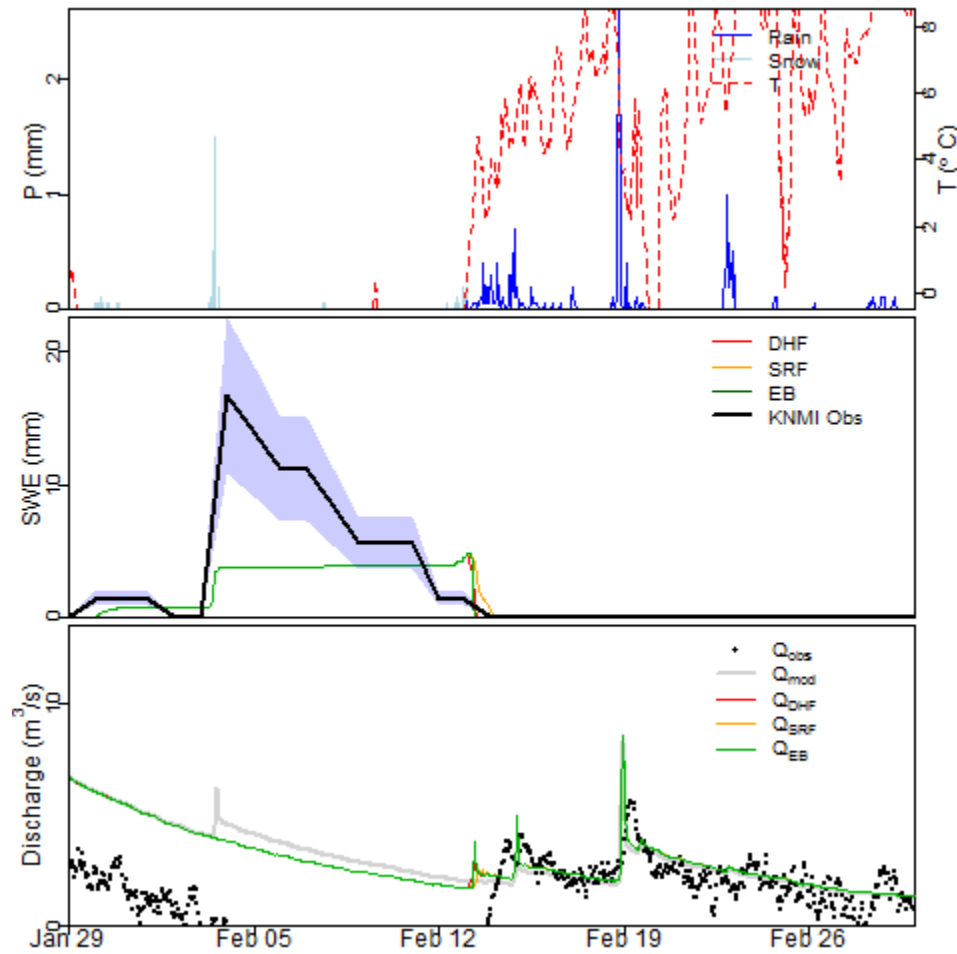 P (mm)
2
1
0
8
6
4
2
0
T (° C)
Rain
Snow
T
SWE (mm)
20
10
0
DHF
SRF
EB
KNMI Obs
Discharge (m³/s)
10
0
Qobs
Qmod
QDHF
QSRF
QEB
Jan 29 Feb 05 Feb 12 Feb 19 Feb 26